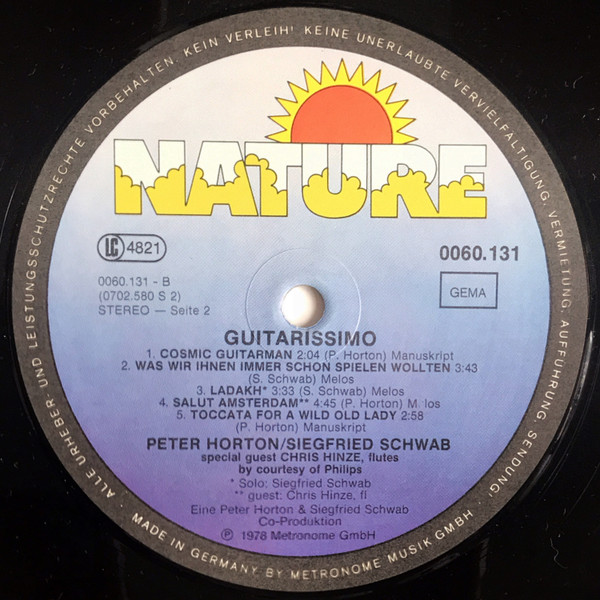 ALLE URHEBER- UND LEISTUNGSSCHUTZRECHTE VORBEHALTEN. KEIN VERLEIH! KEINE UNERLAUBTE VERVIELFÄLTIGUNG, VERMIETUNG, AUFFÜHRUNG, SENDUNG.
NATURE
LC 4821
0060.131
0060.131 - B
(0702.580 S 2)
STEREO — Seite 2
GEMA
GUITARISSIMO
1. COSMIC GUITARMAN 2:04 (P. Horton) Manuskript
2. WAS WIR IHNEN IMMER SCHON SPIELEN WOLLTEN 3:43
(S. Schwab) Melos
3. LADAKH* 3:33 (S. Schwab) Melos
4. SALUT AMSTERDAM** 4:45 (P. Horton) M los
5. TOCCATA FOR A WILD OLD LADY 2:58
(P. Horton) Manuskript
PETER HORTON/SIEGFRIED SCHWAB
special guest CHRIS HINZE, flutes
by courtesy of Philips
* Solo: Siegfried Schwab
** guest: Chris Hinze, fl
Eine Peter Horton & Siegfried Schwab
Co-Produktion
℗ 1978 Metronome GmbH
MADE IN GERMANY BY METRONOME MUSIK GMBH